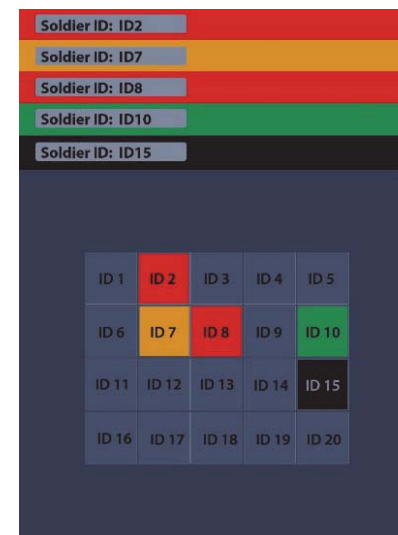 Soldier ID: ID2
Soldier ID: ID7
Soldier ID: ID8
Soldier ID: ID10
Soldier ID: ID15
ID 1 ID 2 ID 3 ID 4 ID 5
ID 6 ID 7 ID 8 ID 9 ID 10
ID 11 ID 12 ID 13 ID 14 ID 15
ID 16 ID 17 ID 18 ID 19 ID 20